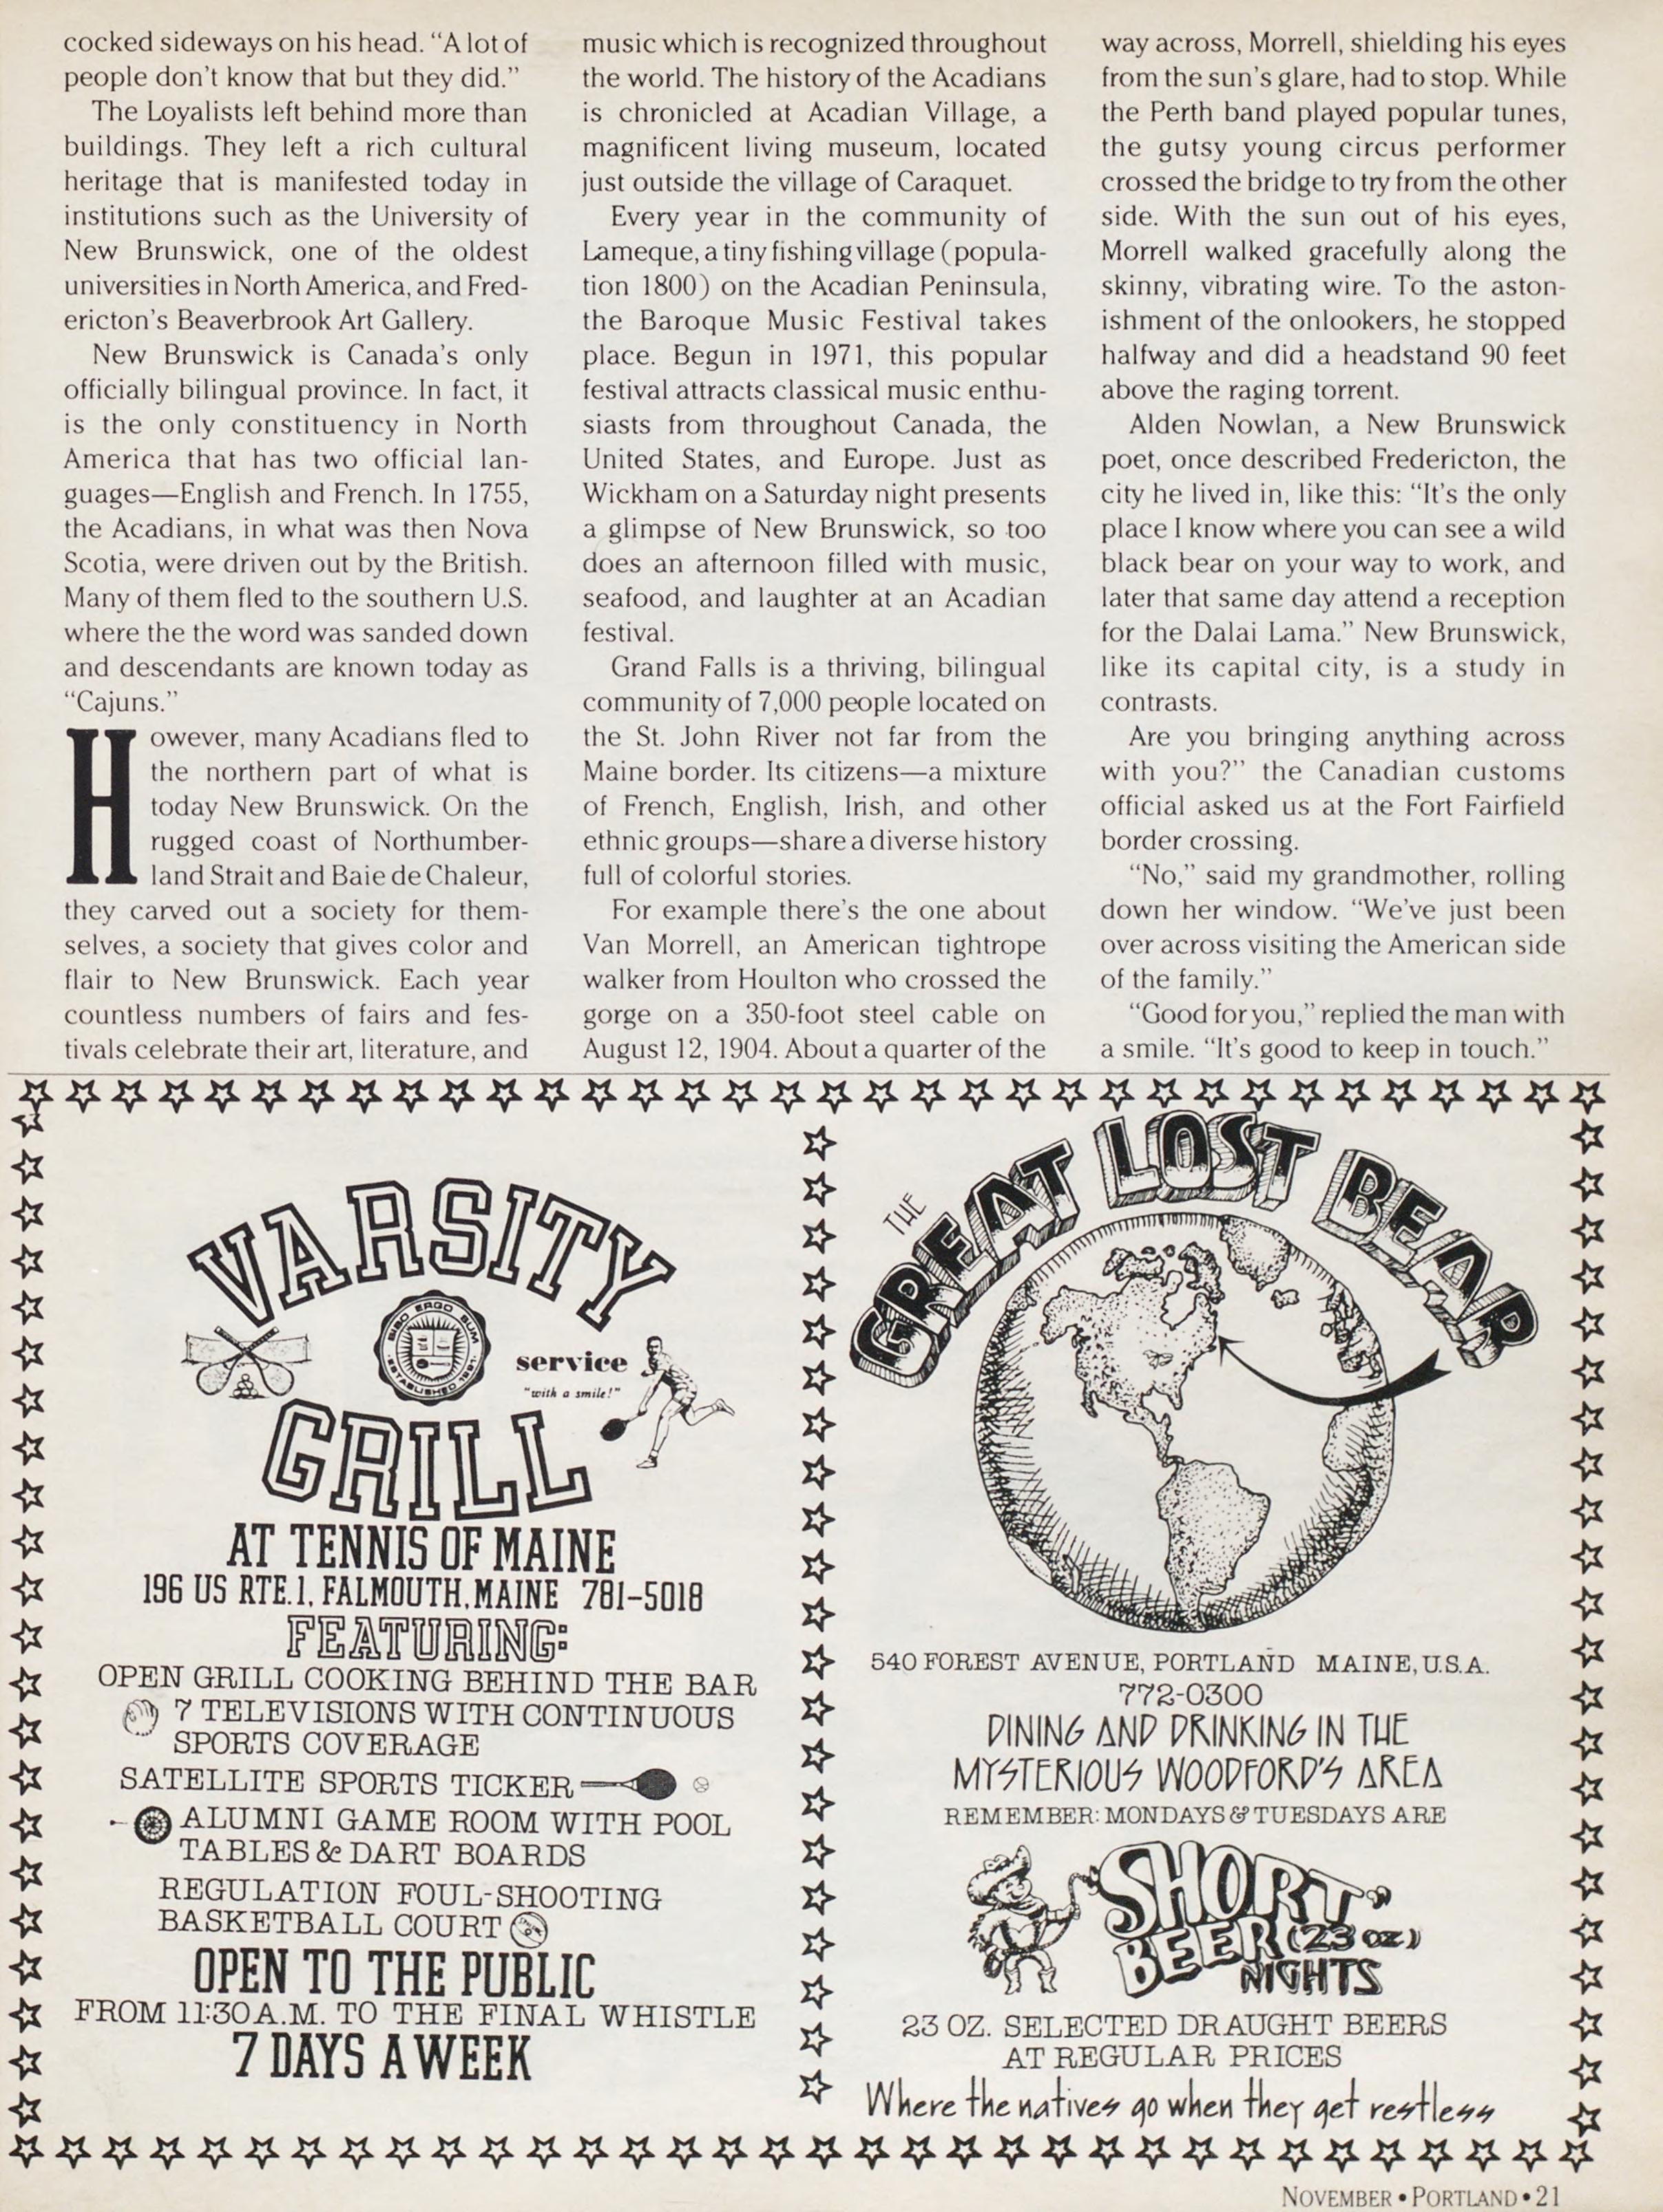 cocked sideways on his head. “A lot of
people don’t know that but they did.”
The Loyalists left behind more than
buildings. They left a rich cultural
heritage that is manifested today in
institutions such as the University of
New Brunswick, one of the oldest
universities in North America, and Fred-
ericton’s Beaverbrook Art Gallery.
New Brunswick is Canada’s only
officially bilingual province. In fact, it
is the only constituency in North
America that has two official lan-
guages—English and French. In 1755,
the Acadians, in what was then Nova
Scotia, were driven out by the British.
Many of them fled to the southern U.S.
where the the word was sanded down
and descendants are known today as
“Cajuns.”
However, many Acadians fled to
the northern part of what is
today New Brunswick. On the
rugged coast of Northumber-
land Strait and Baie de Chaleur,
they carved out a society for them-
selves, a society that gives color and
flair to New Brunswick. Each year
countless numbers of fairs and fes-
tivals celebrate their art, literature, and
music which is recognized throughout
the world. The history of the Acadians
is chronicled at Acadian Village, a
magnificent living museum, located
just outside the village of Caraquet.
Every year in the community of
Lameque, a tiny fishing village (popula-
tion 1800) on the Acadian Peninsula,
the Baroque Music Festival takes
place. Begun in 1971, this popular
festival attracts classical music enthu-
siasts from throughout Canada, the
United States, and Europe. Just as
Wickham on a Saturday night presents
a glimpse of New Brunswick, so too
does an afternoon filled with music,
seafood, and laughter at an Acadian
festival.
Grand Falls is a thriving, bilingual
community of 7,000 people located on
the St. John River not far from the
Maine border. Its citizens—a mixture
of French, English, Irish, and other
ethnic groups—share a diverse history
full of colorful stories.
For example there’s the one about
Van Morrell, an American tightrope
walker from Houlton who crossed the
gorge on a 350-foot steel cable on
August 12, 1904. About a quarter of the
way across, Morrell, shielding his eyes
from the sun’s glare, had to stop. While
the Perth band played popular tunes,
the gutsy young circus performer
crossed the bridge to try from the other
side. With the sun out of his eyes,
Morrell walked gracefully along the
skinny, vibrating wire. To the aston-
ishment of the onlookers, he stopped
halfway and did a headstand 90 feet
above the raging torrent.
Alden Nowlan, a New Brunswick
poet, once described Fredericton, the
city he lived in, like this: “It’s the only
place I know where you can see a wild
black bear on your way to work, and
later that same day attend a reception
for the Dalai Lama.” New Brunswick,
like its capital city, is a study in
contrasts.
Are you bringing anything across
with you?” the Canadian customs
official asked us at the Fort Fairfield
border crossing.
“No,” said my grandmother, rolling
down her window. “We’ve just been
over across visiting the American side
of the family.”
“Good for you,” replied the man with
a smile. “It’s good to keep in touch.”
VARSITY
BIBO ERGO SUM
ESTABLISHED 1991
service
"with a smile!"
GRILL
AT TENNIS OF MAINE
196 US RTE. 1, FALMOUTH, MAINE 781-5018
FEATURING:
OPEN GRILL COOKING BEHIND THE BAR
7 TELEVISIONS WITH CONTINUOUS
SPORTS COVERAGE
SATELLITE SPORTS TICKER
ALUMNI GAME ROOM WITH POOL
TABLES & DART BOARDS
REGULATION FOUL-SHOOTING
BASKETBALL COURT
OPEN TO THE PUBLIC
FROM 11:30 A.M. TO THE FINAL WHISTLE
7 DAYS A WEEK
THE
GREAT LOST BEAR
540 FOREST AVENUE, PORTLAND MAINE, U.S.A.
772-0300
DINING AND DRINKING IN THE
MYSTERIOUS WOODFORD'S AREA
REMEMBER: MONDAYS & TUESDAYS ARE
SHORT
BEER (23 OZ)
NIGHTS
23 OZ. SELECTED DRAUGHT BEERS
AT REGULAR PRICES
Where the natives go when they get restless
NOVEMBER • PORTLAND • 21